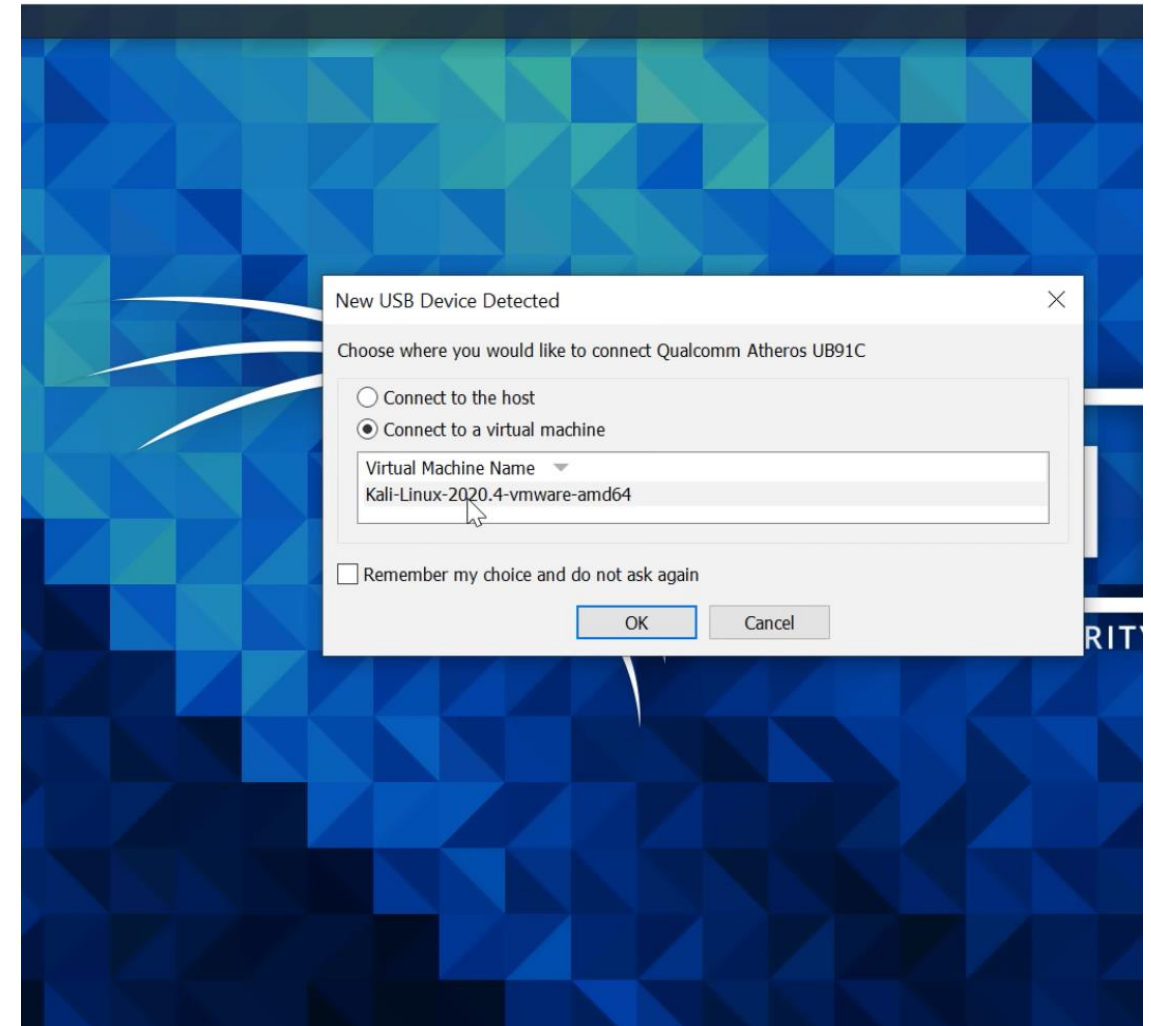 New USB Device Detected
Choose where you would like to connect Qualcomm Atheros UB91C
Connect to the host
Connect to a virtual machine
Virtual Machine Name
Kali-Linux-2020.4-vmware-amd64
Remember my choice and do not ask again
OK Cancel
RITY